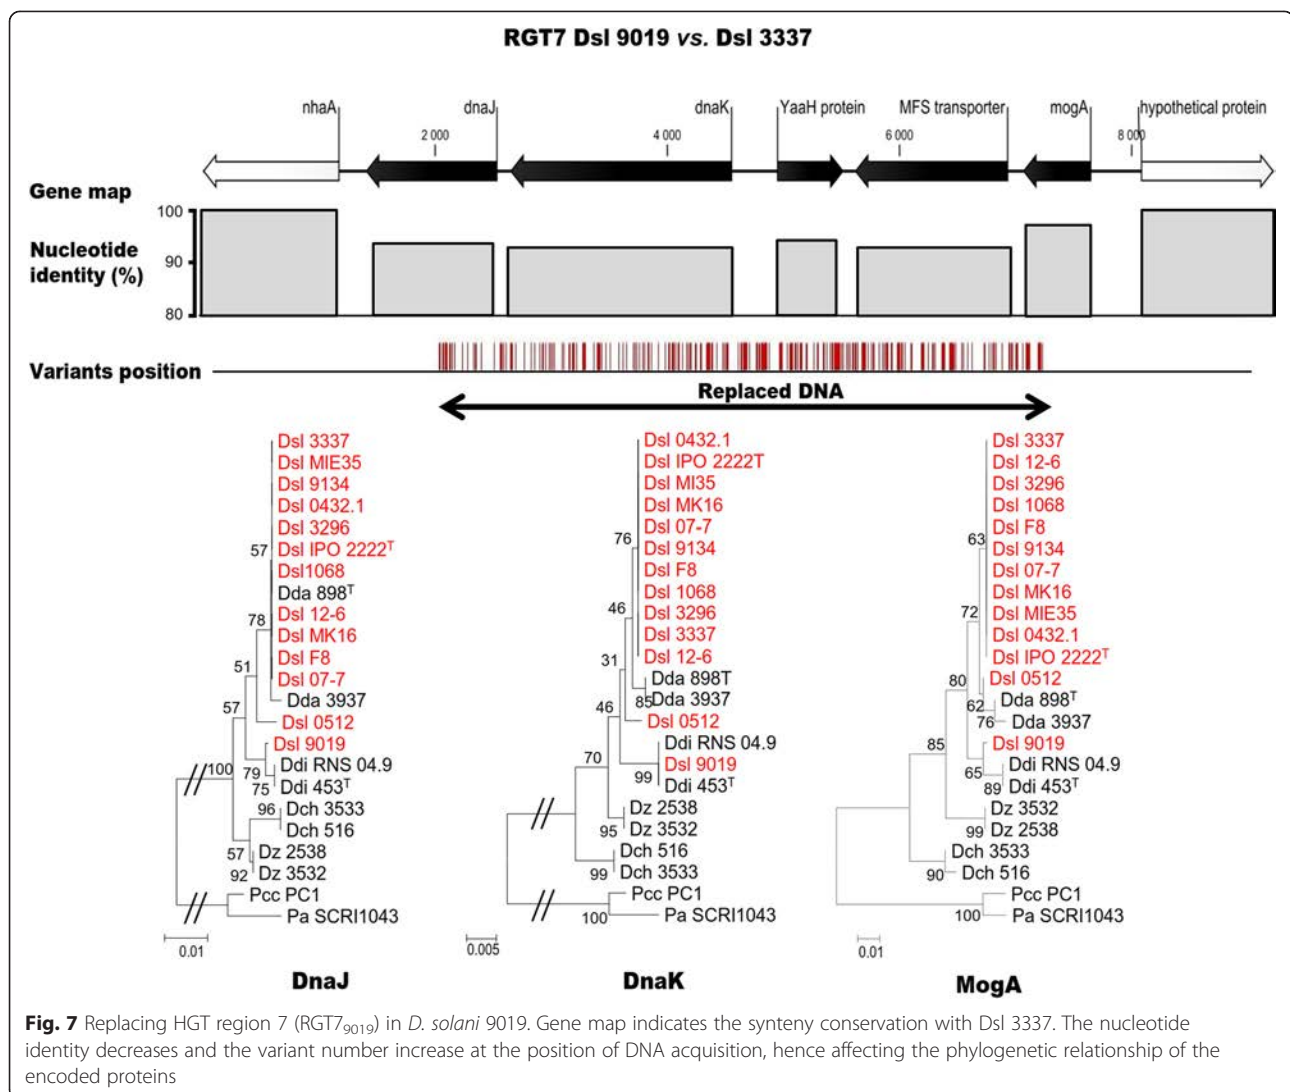 RGT7 Dsl 9019 vs. Dsl 3337
nhaA dnaJ dnaK YaaH protein MFS transporter mogA hypothetical protein
2 000 4 000 6 000 8 000
Gene map
100
Nucleotide
identity (%)
90
80
Variants position
Replaced DNA
Dsl 3337
Dsl MIE35
Dsl 9134
Dsl 0432.1
Dsl 3296
57
Dsl IPO 2222T
Dsl1068
Dda 898T
Dsl 12-6
78
Dsl MK16
Dsl F8
51
Dsl 07-7
Dda 3937
57
Dsl 0512
Dsl 9019
100
Ddi RNS 04.9
79
75
Ddi 453T
96
Dch 3533
Dch 516
57
Dz 2538
92
Dz 3532
Pcc PC1
Pa SCRI1043
0.01
DnaJ
Dsl 0432.1
Dsl IPO 2222T
Dsl MI35
Dsl MK16
Dsl 07-7
76
Dsl 9134
Dsl F8
Dsl 1068
46
Dsl 3296
Dsl 3337
31
Dsl 12-6
Dda 898T
85
Dda 3937
46
Dsl 0512
Ddi RNS 04.9
70
Dsl 9019
99
Ddi 453T
Dz 2538
95
Dz 3532
Dch 516
99
Dch 3533
Pcc PC1
100
Pa SCRI1043
0.005
DnaK
Dsl 3337
Dsl 12-6
Dsl 3296
Dsl 1068
Dsl F8
63
Dsl 9134
Dsl 07-7
Dsl MK16
72
Dsl MIE35
Dsl 0432.1
Dsl IPO 2222T
80
Dsl 0512
62
Dda 898T
76
Dda 3937
85
Dsl 9019
65
Ddi RNS 04.9
89
Ddi 453T
Dz 3532
99
Dz 2538
Dch 3533
90
Dch 516
Pcc PC1
100
Pa SCRI1043
0.01
MogA
Fig. 7 Replacing HGT region 7 (RGT79019) in D. solani 9019. Gene map indicates the synteny conservation with Dsl 3337. The nucleotide
identity decreases and the variant number increase at the position of DNA acquisition, hence affecting the phylogenetic relationship of the
encoded proteins